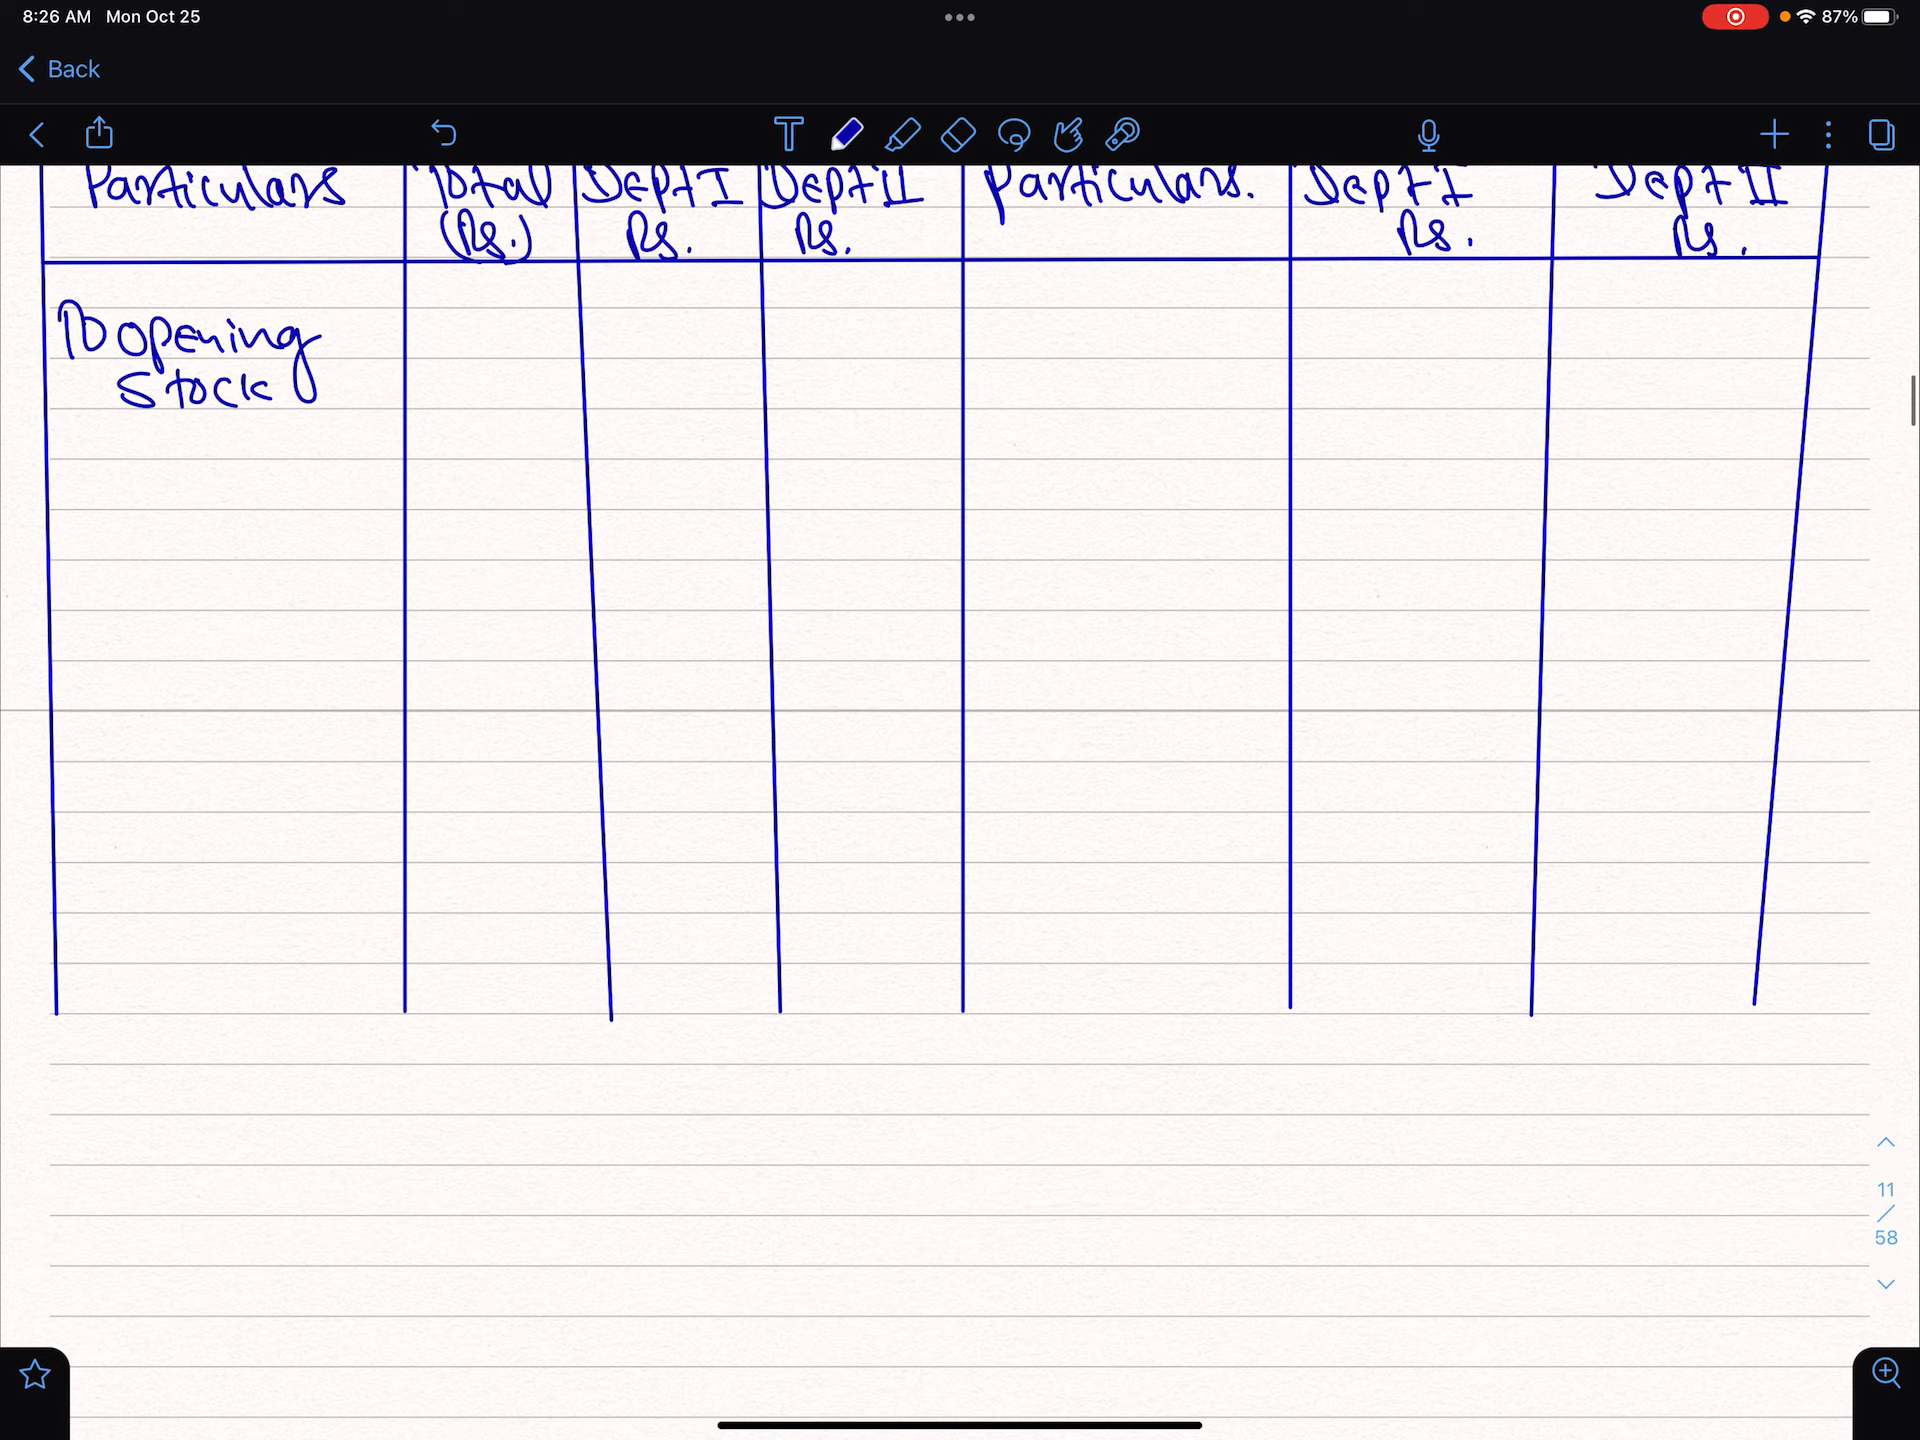 8:26 AM Mon Oct 25
87%
Back
Particulars Total Dept I Dept II Particulars. Dept I Dept II
(Rs.) Rs. Rs. Rs. Rs.
To opening
Stock
11
/
58